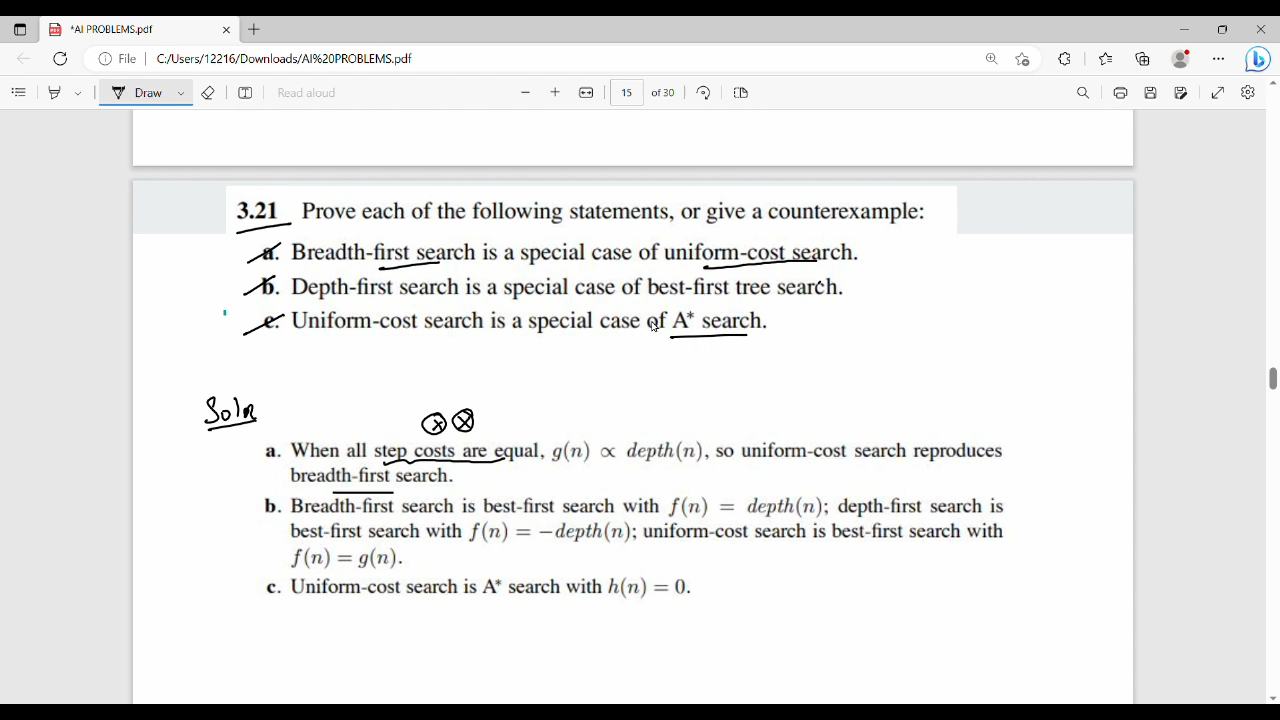 *AI PROBLEMS.pdf
File C:/Users/12216/Downloads/AI%20PROBLEMS.pdf
Draw Read aloud 15 of 30
3.21 Prove each of the following statements, or give a counterexample:
a. Breadth-first search is a special case of uniform-cost search.
b. Depth-first search is a special case of best-first tree search.
c. Uniform-cost search is a special case of A* search.
Soln
a. When all step costs are equal, g(n) ∝ depth(n), so uniform-cost search reproduces
breadth-first search.
b. Breadth-first search is best-first search with f(n) = depth(n); depth-first search is
best-first search with f(n) = −depth(n); uniform-cost search is best-first search with
f(n) = g(n).
c. Uniform-cost search is A* search with h(n) = 0.